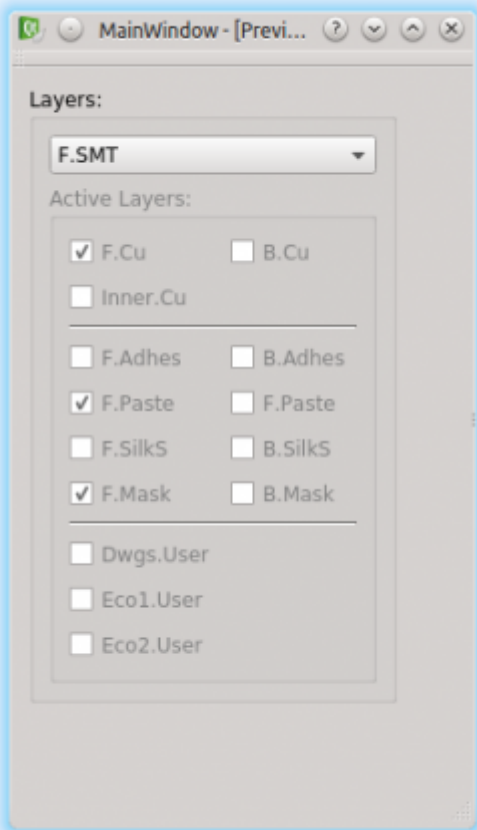 MainWindow - [Previ...
Layers:
F.SMT
Active Layers:
F.Cu B.Cu
Inner.Cu
F.Adhes B.Adhes
F.Paste F.Paste
F.SilkS B.SilkS
F.Mask B.Mask
Dwgs.User
Eco1.User
Eco2.User